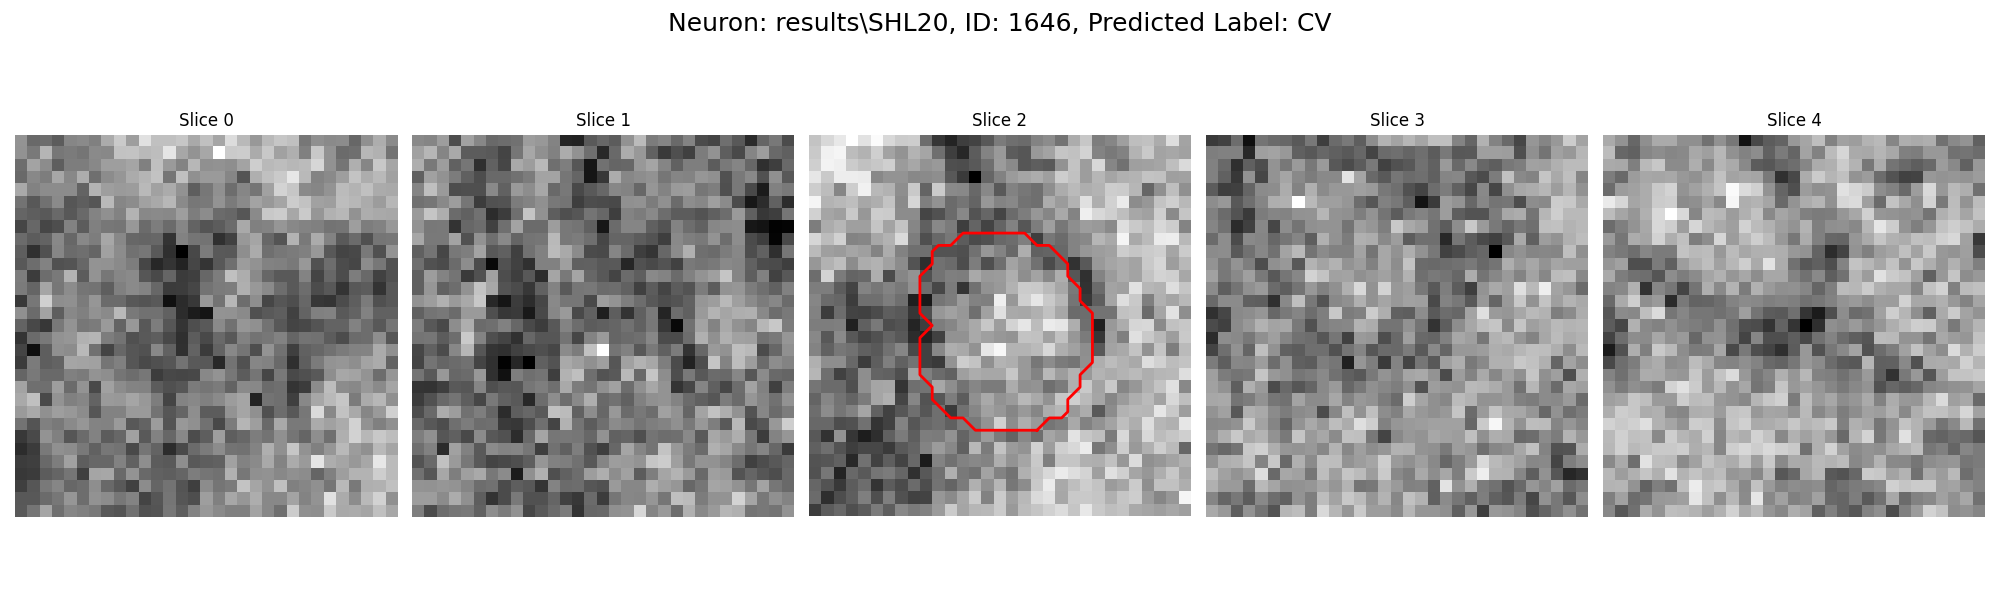 Neuron: results\SHL20, ID: 1646, Predicted Label: CV
Slice 0
Slice 1
Slice 2
Slice 3
Slice 4